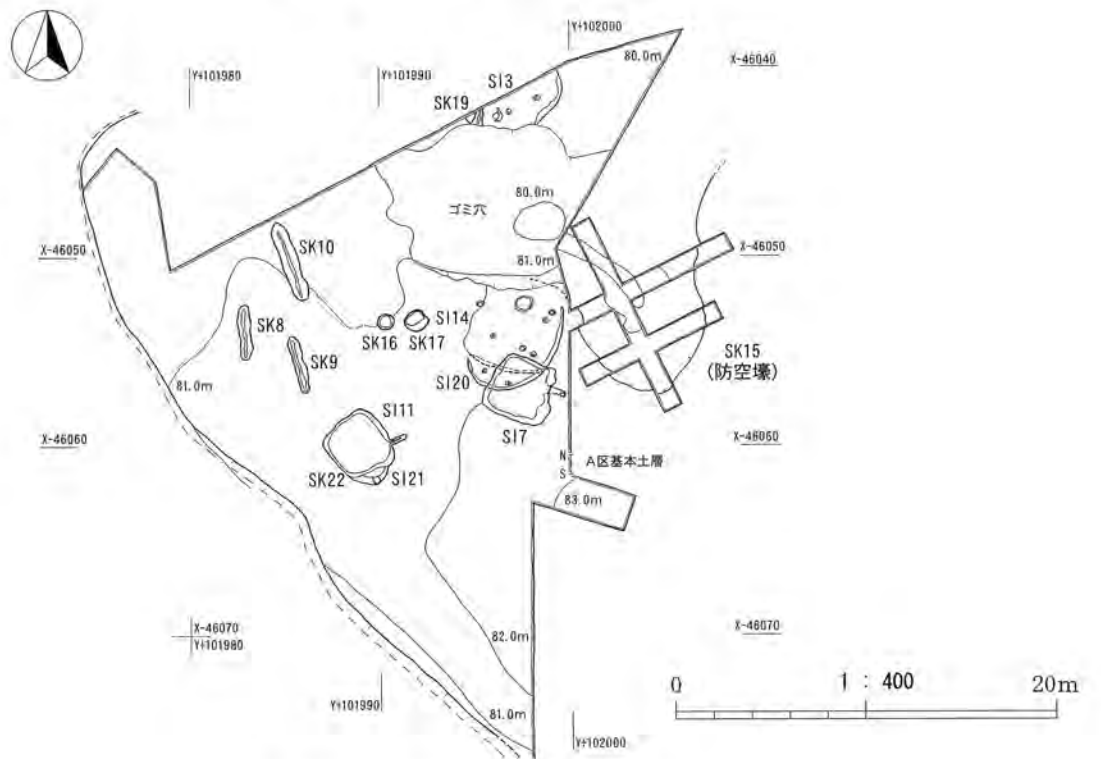 Y+102000
80.0m
X-46040
Y+101980
Y+101990
SI3
SK19
80.0m
ゴミ穴
X-46050
SK10
81.0m
X-46050
SK8
SK16
SK17
SI14
SK9
SK15
(防空壕)
81.0m
SI20
SI11
SI7
X-46060
X-46060
N
A区基本土層
S
SK22
SI21
83.0m
X-46070
Y+101980
82.0m
X-46070
0
1 : 400
20m
Y+101990
81.0m
Y+102000